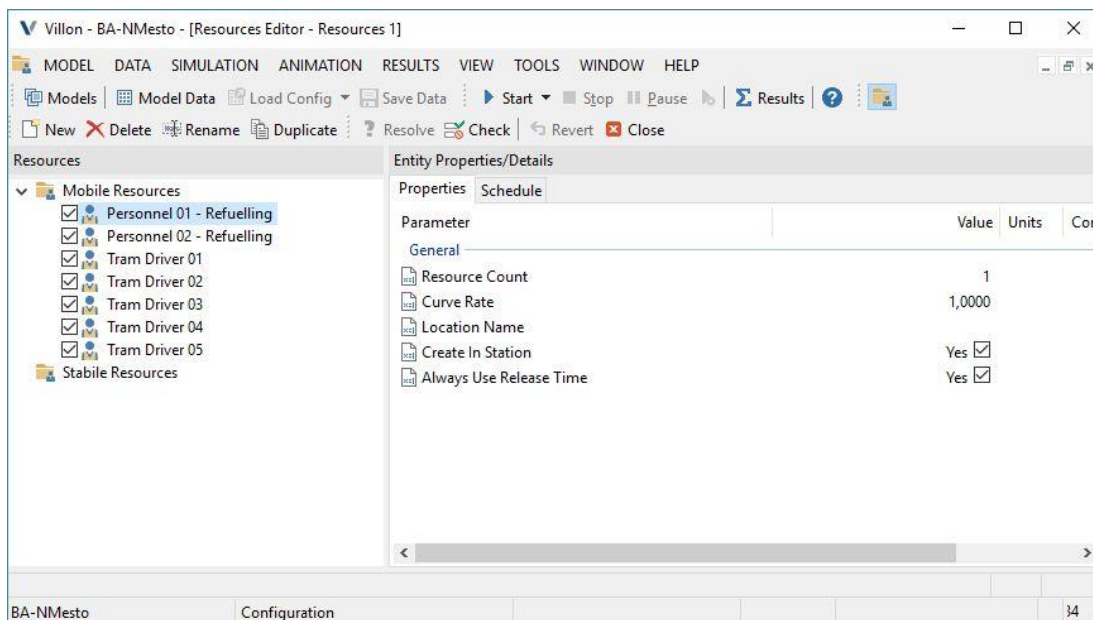 Villon - BA-NMesto - [Resources Editor - Resources 1]
MODEL DATA SIMULATION ANIMATION RESULTS VIEW TOOLS WINDOW HELP
Models Model Data Load Config Save Data Start Stop Pause Results
New Delete Rename Duplicate Resolve Check Revert Close
Resources
Mobile Resources
Personnel 01 - Refuelling
Personnel 02 - Refuelling
Tram Driver 01
Tram Driver 02
Tram Driver 03
Tram Driver 04
Tram Driver 05
Stabile Resources
Entity Properties/Details
Properties Schedule
Parameter Value Units
General
Resource Count 1
Curve Rate 1,0000
Location Name
Create In Station Yes
Always Use Release Time Yes
BA-NMesto Configuration